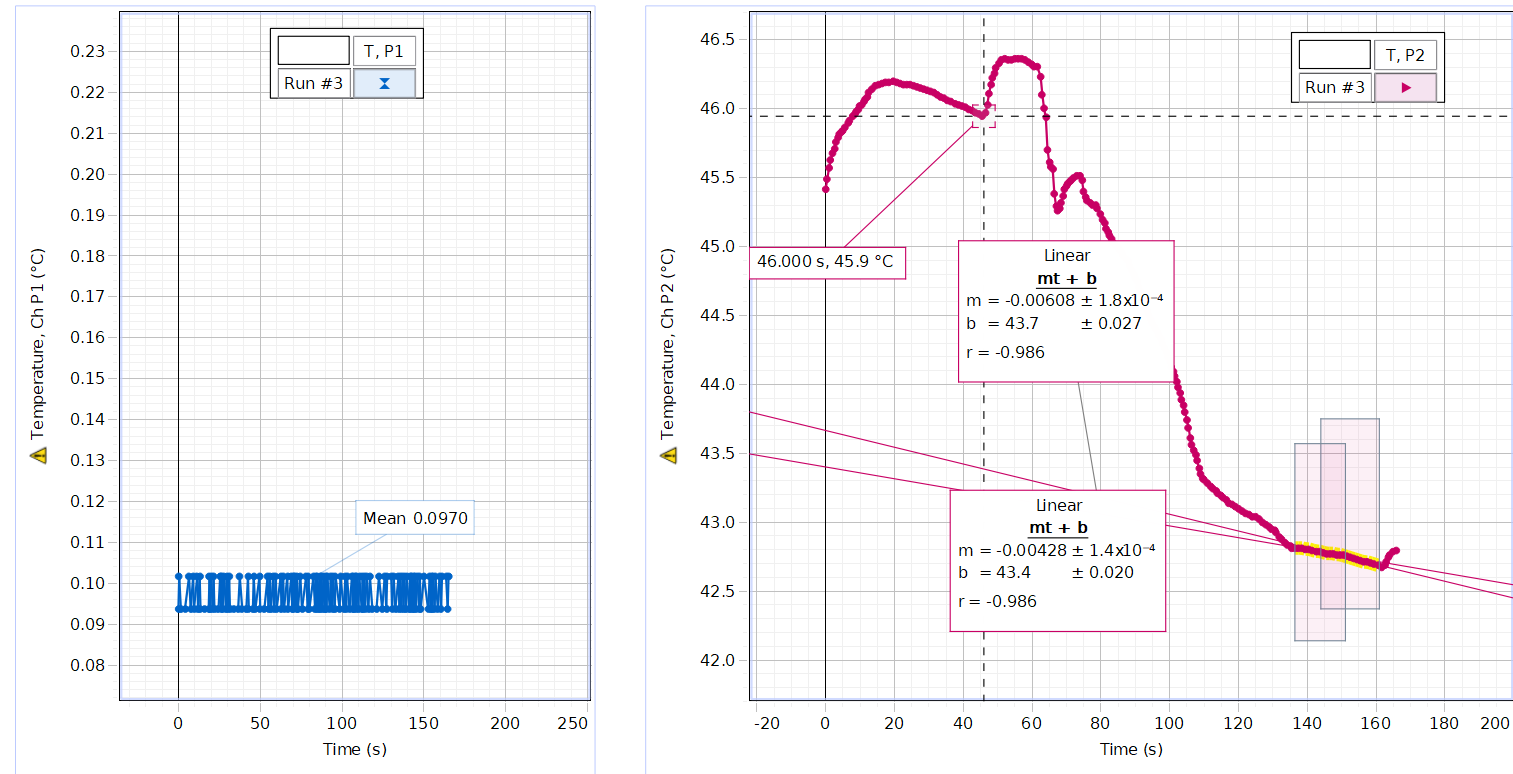 T, P1
Run #3
0.23
0.22
0.21
0.20
0.19
0.18
0.17
0.16
0.15
0.14
0.13
0.12
0.11
0.10
0.09
0.08
Temperature, Ch P1 (°C)
Mean 0.0970
0 50 100 150 200 250
Time (s)
T, P2
Run #3
46.5
46.0
45.5
45.0
44.5
44.0
43.5
43.0
42.5
42.0
Temperature, Ch P2 (°C)
46.000 s, 45.9 °C
Linear
mt + b
m = -0.00608 ± 1.8x10⁻⁴
b = 43.7 ± 0.027
r = -0.986
Linear
mt + b
m = -0.00428 ± 1.4x10⁻⁴
b = 43.4 ± 0.020
r = -0.986
-20 0 20 40 60 80 100 120 140 160 180 200
Time (s)